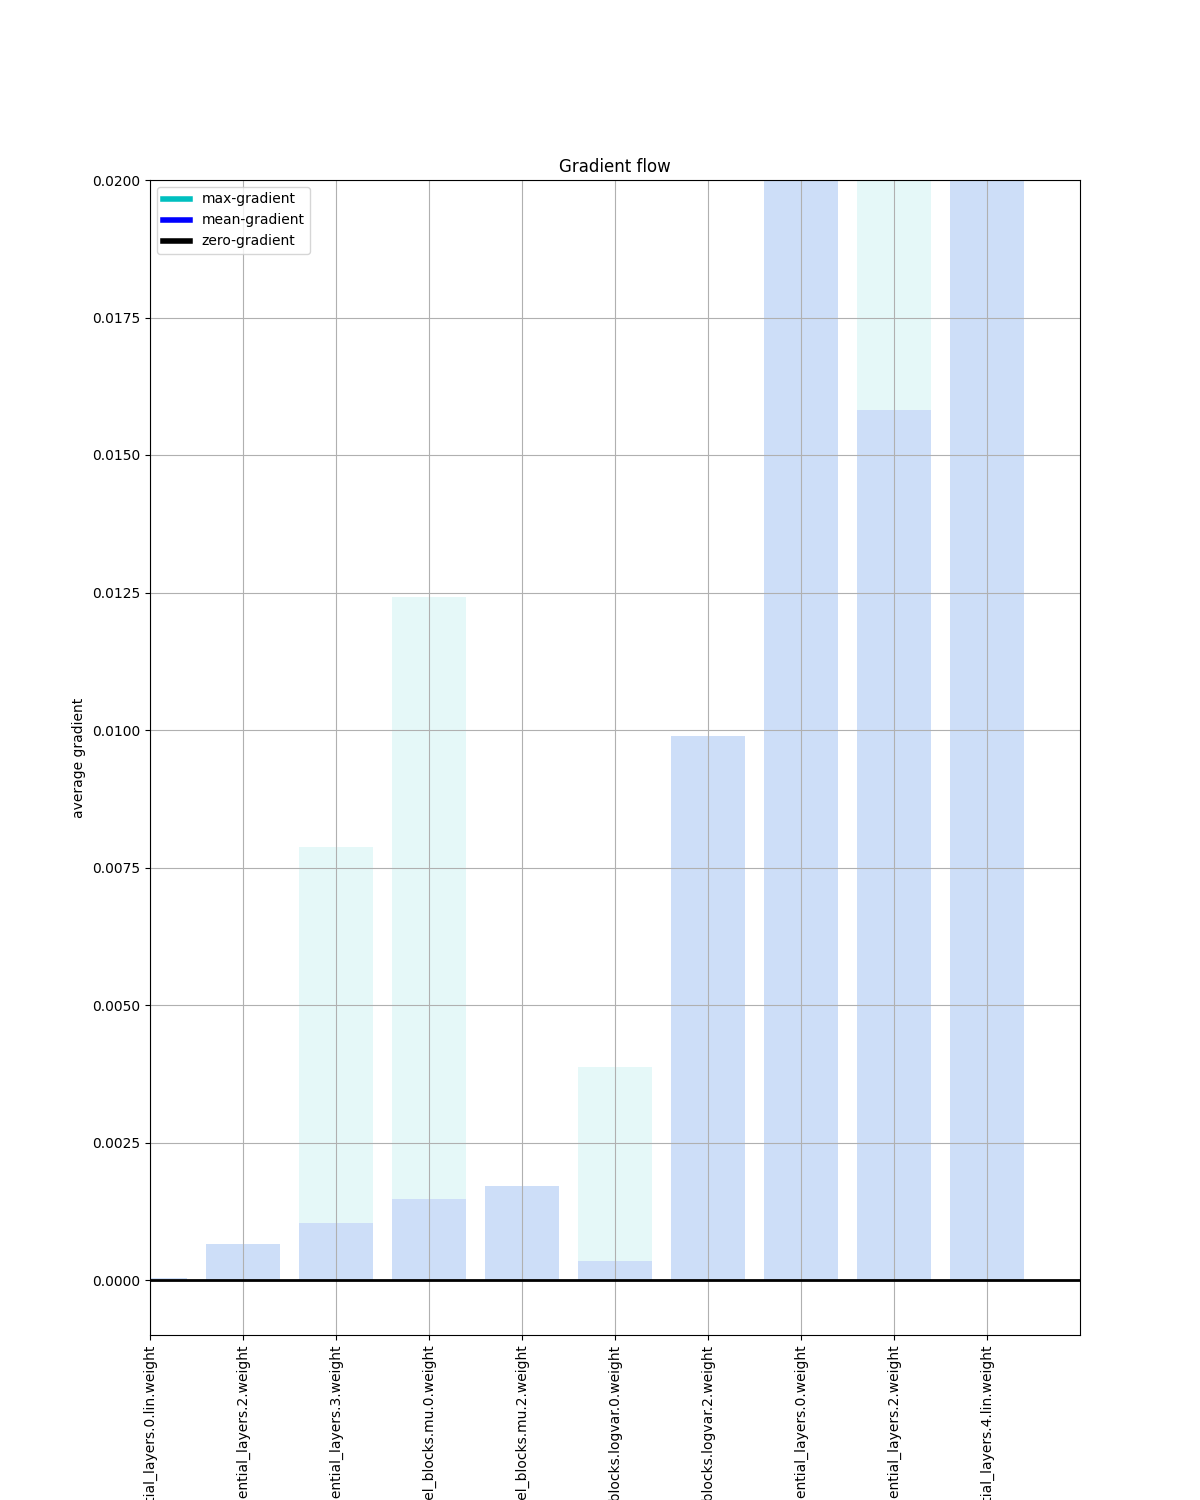 Gradient flow
max-gradient
mean-gradient
zero-gradient
0.0200
0.0175
0.0150
0.0125
0.0100
0.0075
0.0050
0.0025
0.0000
average gradient
tial_layers.0.lin.weight
ential_layers.2.weight
ential_layers.3.weight
el_blocks.mu.0.weight
el_blocks.mu.2.weight
blocks.logvar.0.weight
blocks.logvar.2.weight
ential_layers.0.weight
ential_layers.2.weight
tial_layers.4.lin.weight